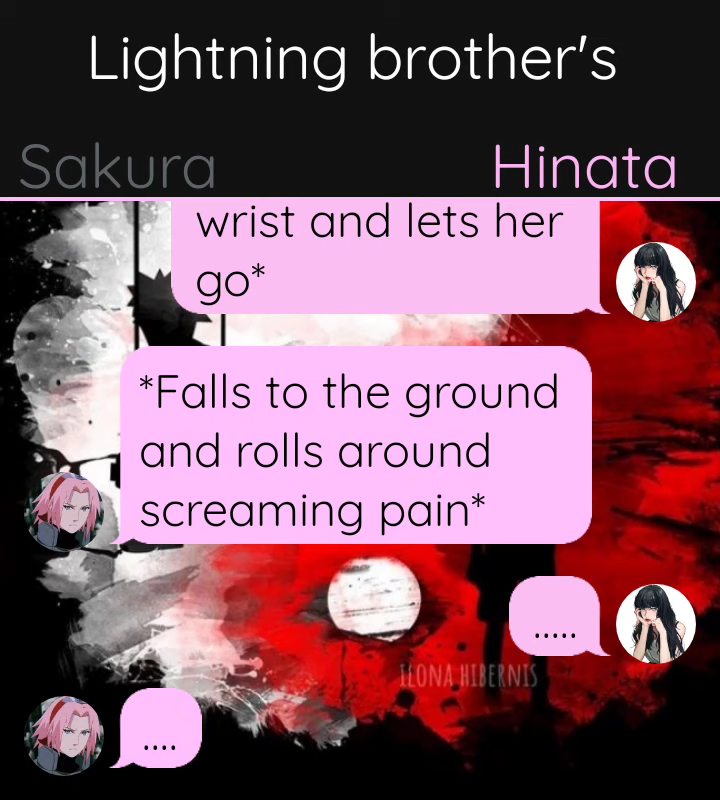 Lightning brother's
Sakura
Hinata
wrist and lets her
go*
*Falls to the ground
and rolls around
screaming pain*
.....
ILONA HIBERNIS
....